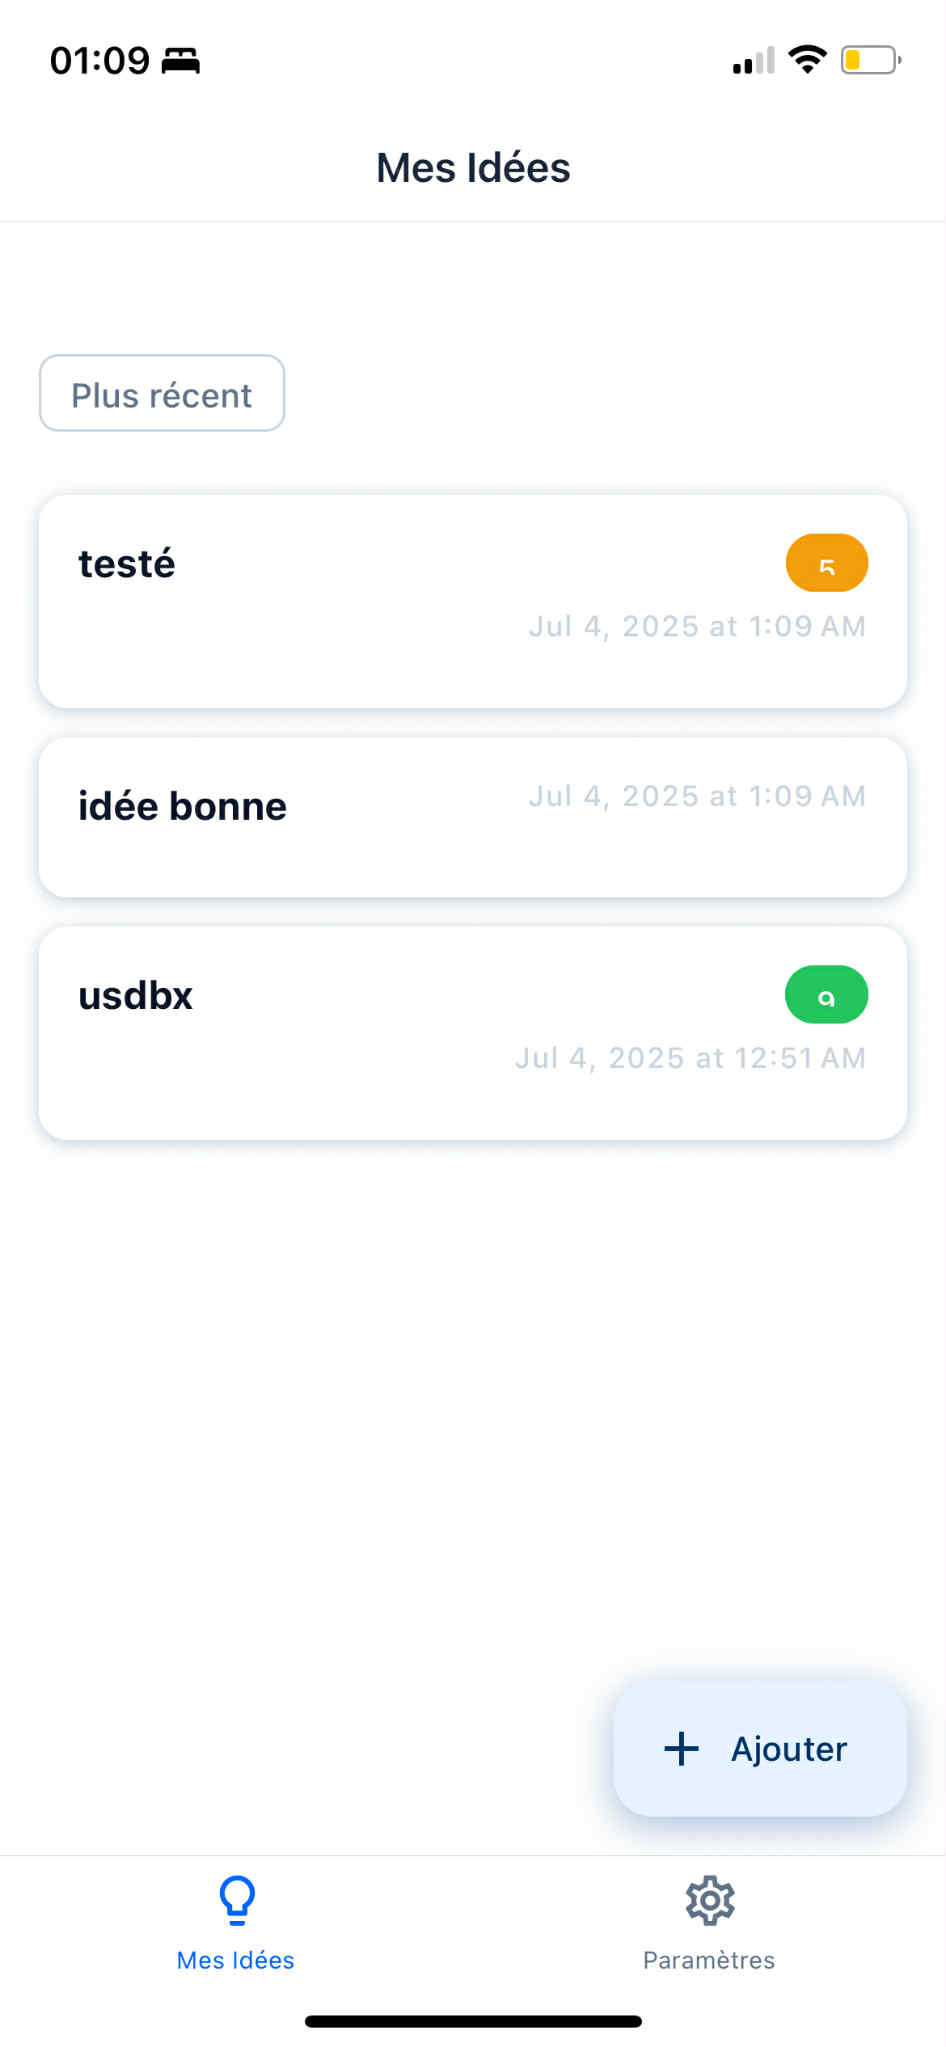 01:09
Mes Idées
Plus récent
testé
5
Jul 4, 2025 at 1:09 AM
idée bonne
Jul 4, 2025 at 1:09 AM
usdbx
9
Jul 4, 2025 at 12:51 AM
+ Ajouter
Mes Idées
Paramètres